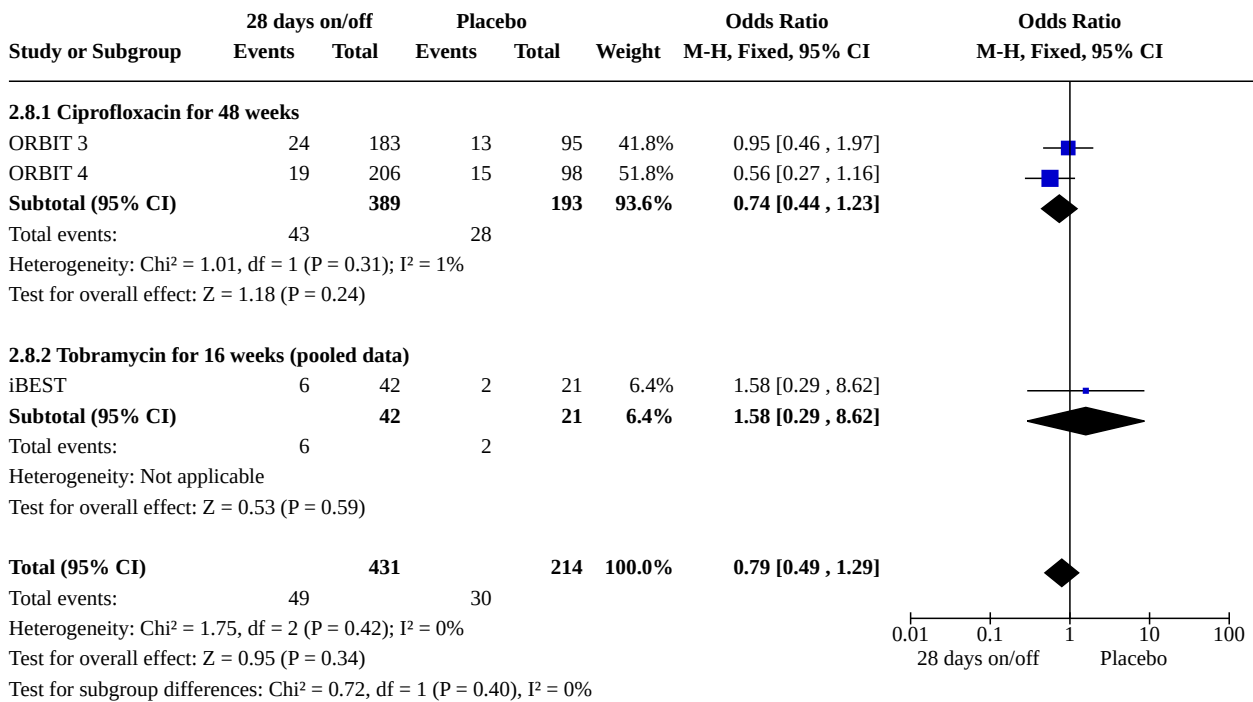 28 days on/off Placebo Odds Ratio Odds Ratio
Study or Subgroup Events Total Events Total Weight M-H, Fixed, 95% CI M-H, Fixed, 95% CI
2.8.1 Ciprofloxacin for 48 weeks
ORBIT 3 24 183 13 95 41.8% 0.95 [0.46 , 1.97]
ORBIT 4 19 206 15 98 51.8% 0.56 [0.27 , 1.16]
Subtotal (95% CI) 389 193 93.6% 0.74 [0.44 , 1.23]
Total events: 43 28
Heterogeneity: Chi² = 1.01, df = 1 (P = 0.31); I² = 1%
Test for overall effect: Z = 1.18 (P = 0.24)
2.8.2 Tobramycin for 16 weeks (pooled data)
iBEST 6 42 2 21 6.4% 1.58 [0.29 , 8.62]
Subtotal (95% CI) 42 21 6.4% 1.58 [0.29 , 8.62]
Total events: 6 2
Heterogeneity: Not applicable
Test for overall effect: Z = 0.53 (P = 0.59)
Total (95% CI) 431 214 100.0% 0.79 [0.49 , 1.29]
Total events: 49 30
Heterogeneity: Chi² = 1.75, df = 2 (P = 0.42); I² = 0%
0.01 0.1 1 10 100
Test for overall effect: Z = 0.95 (P = 0.34)
28 days on/off Placebo
Test for subgroup differences: Chi² = 0.72, df = 1 (P = 0.40), I² = 0%